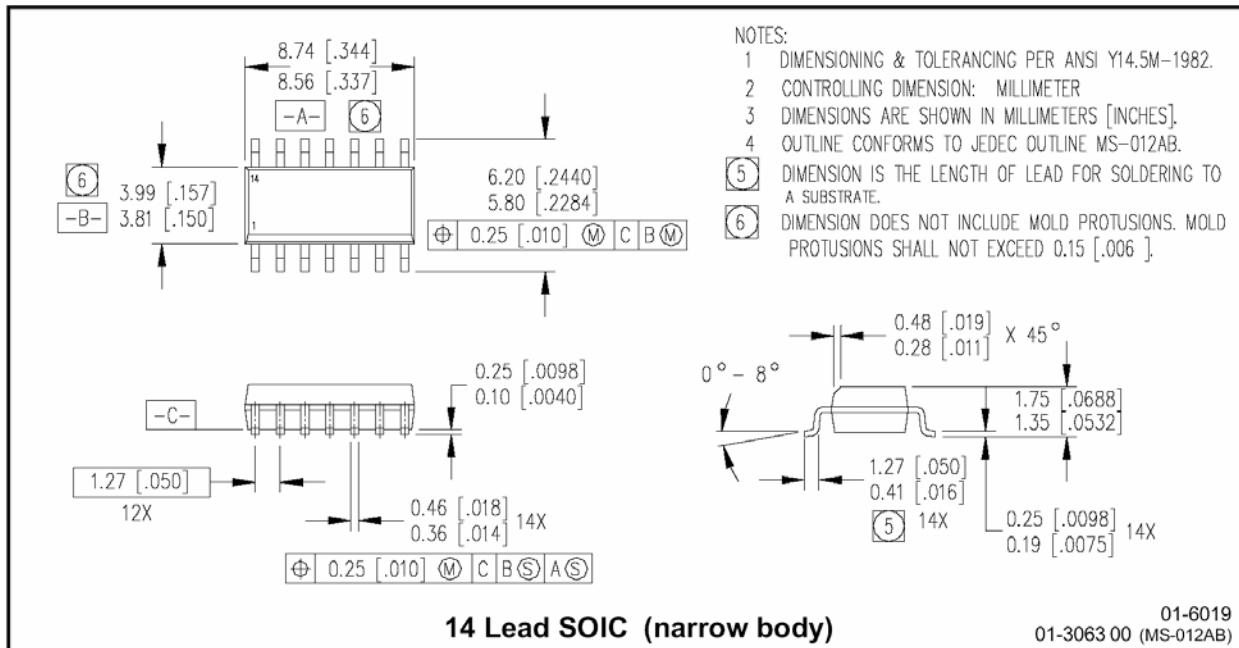 8.74 [.344]
8.56 [.337]
-A- 6
6
3.99 [.157]
-B- 3.81 [.150]
14
1
6.20 [.2440]
5.80 [.2284]
⌖ 0.25 [.010] Ⓜ C B Ⓜ
NOTES:
1 DIMENSIONING & TOLERANCING PER ANSI Y14.5M-1982.
2 CONTROLLING DIMENSION: MILLIMETER
3 DIMENSIONS ARE SHOWN IN MILLIMETERS [INCHES].
4 OUTLINE CONFORMS TO JEDEC OUTLINE MS-012AB.
5 DIMENSION IS THE LENGTH OF LEAD FOR SOLDERING TO
A SUBSTRATE.
6 DIMENSION DOES NOT INCLUDE MOLD PROTUSIONS. MOLD
PROTUSIONS SHALL NOT EXCEED 0.15 [.006 ].
-C-
0.25 [.0098]
0.10 [.0040]
1.27 [.050]
12X
0.46 [.018]
0.36 [.014] 14X
⌖ 0.25 [.010] Ⓜ C B Ⓢ A Ⓢ
0.48 [.019]
0.28 [.011] X 45°
0° - 8°
1.75 [.0688]
1.35 [.0532]
1.27 [.050]
0.41 [.016]
5 14X
0.25 [.0098]
0.19 [.0075] 14X
14 Lead SOIC (narrow body)
01-6019
01-3063 00 (MS-012AB)